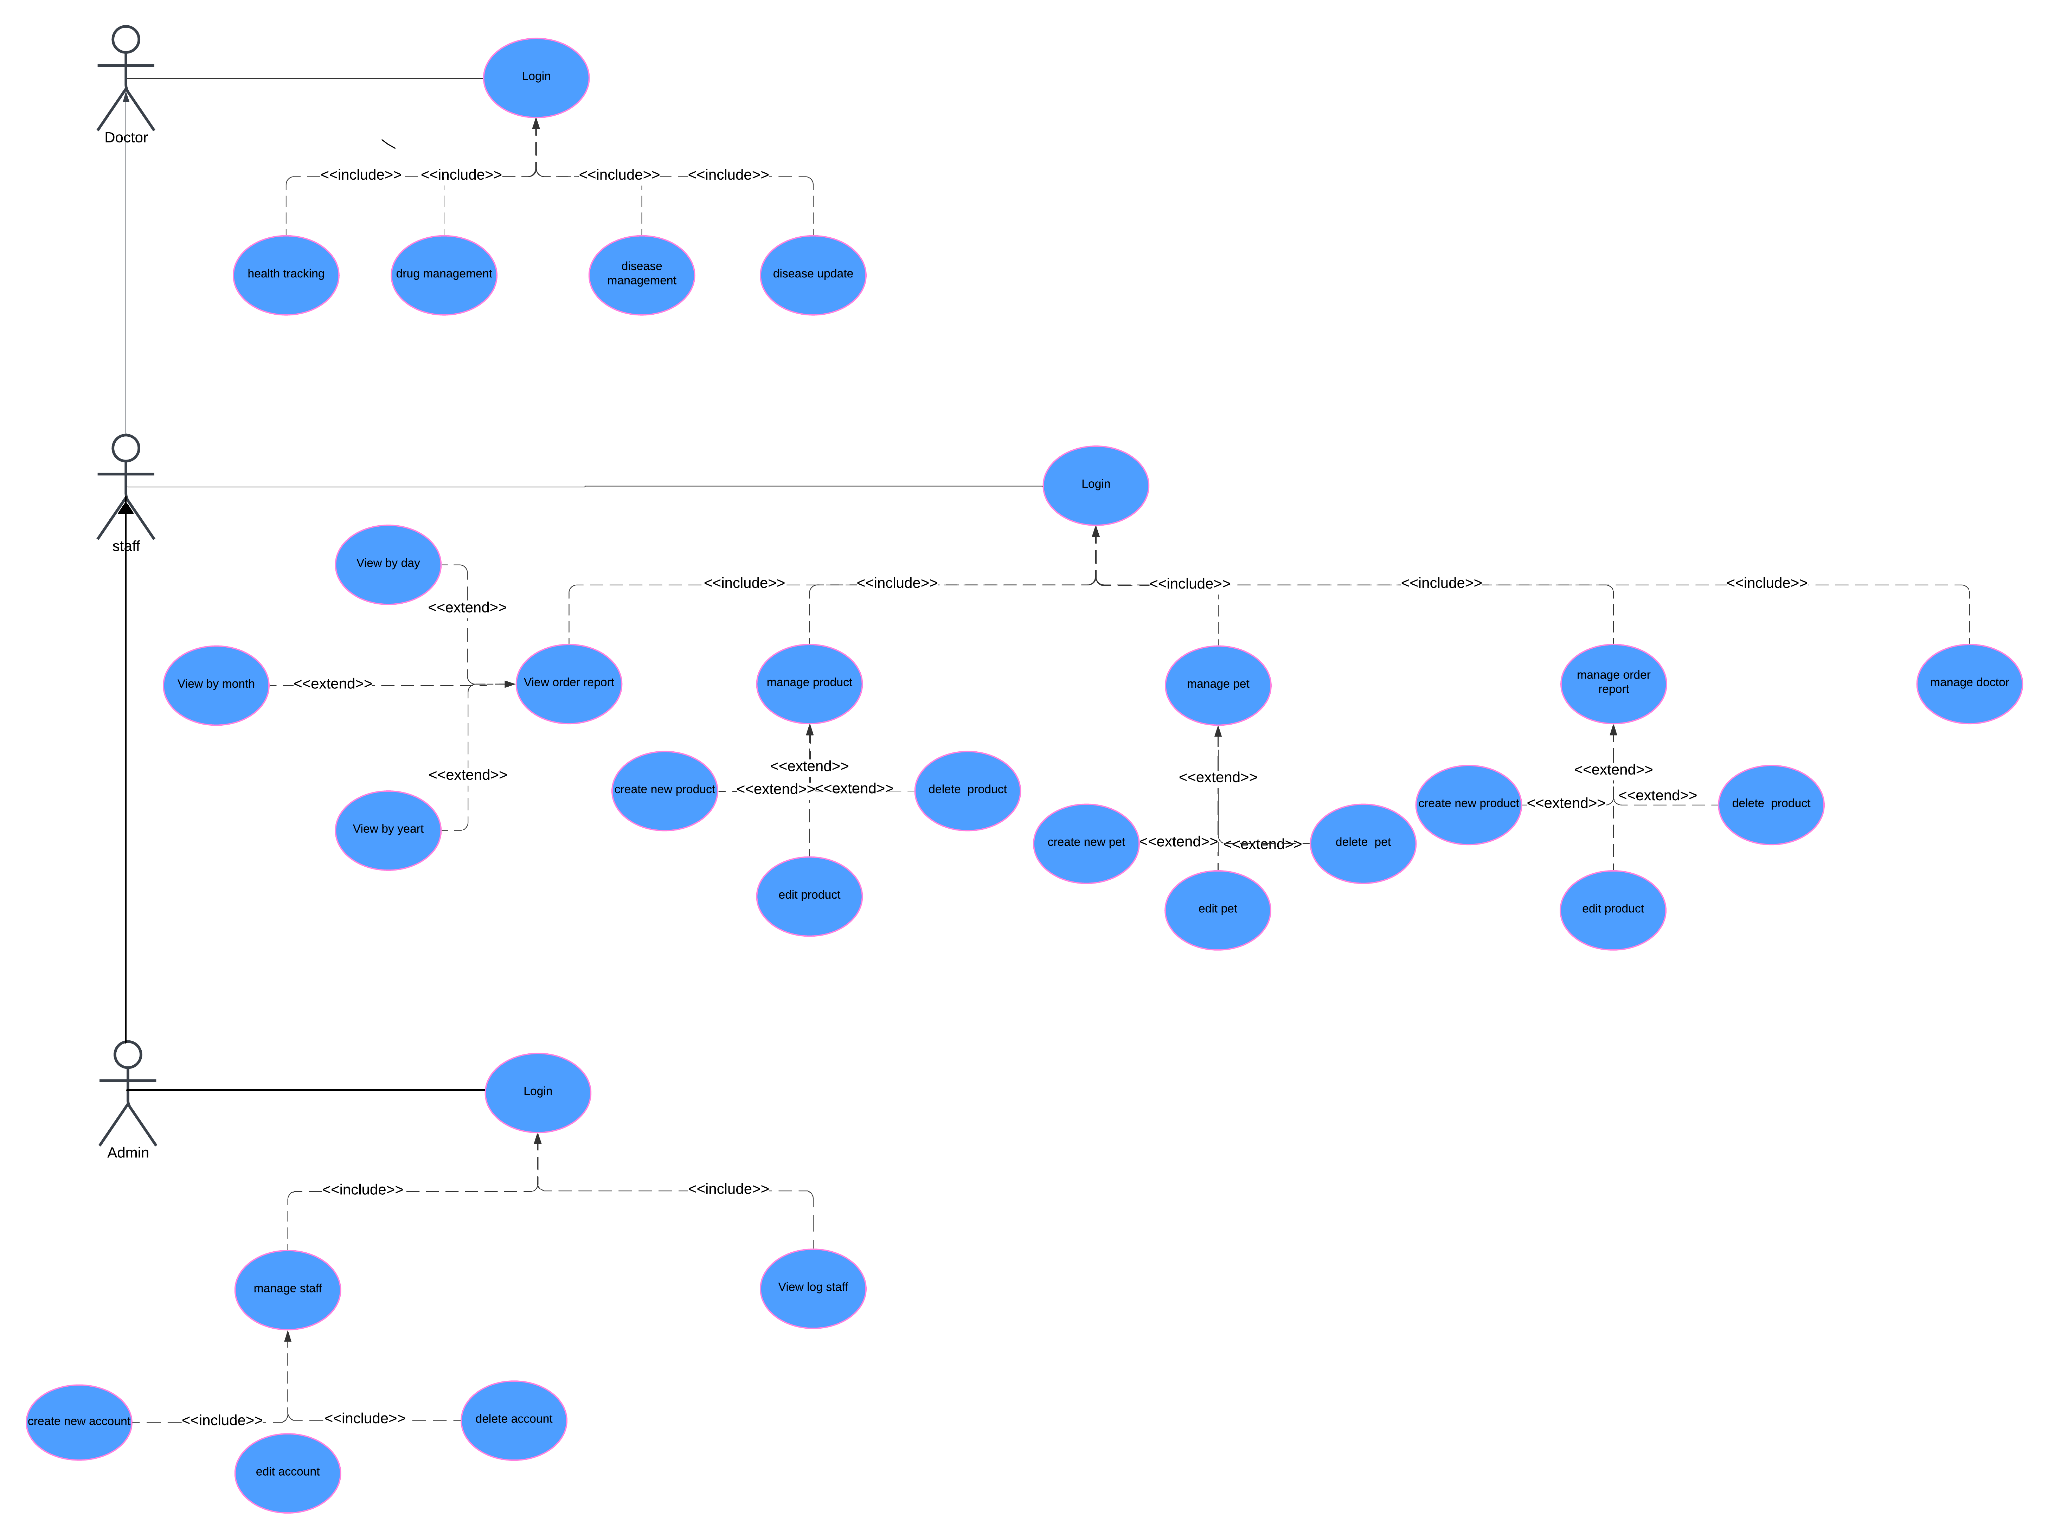 Login
Doctor
<<include>> <<include>> <<include>> <<include>>
health tracking
drug management
disease
management
disease update
Login
staff
View by day
<<include>> <<include>> <<include>> <<include>> <<include>>
<<extend>>
View by month
<<extend>>
View order report
manage product
manage pet
manage order
report
manage doctor
<<extend>>
View by yeart
<<extend>>
create new product
<<extend>>
<<extend>>
delete  product
edit product
<<extend>>
create new pet
<<extend>>
<<extend>>
delete  pet
edit pet
<<extend>>
create new product
<<extend>>
<<extend>>
delete  product
edit product
Login
Admin
<<include>> <<include>>
manage staff
View log staff
create new account
<<include>>
<<include>>
delete account
edit account